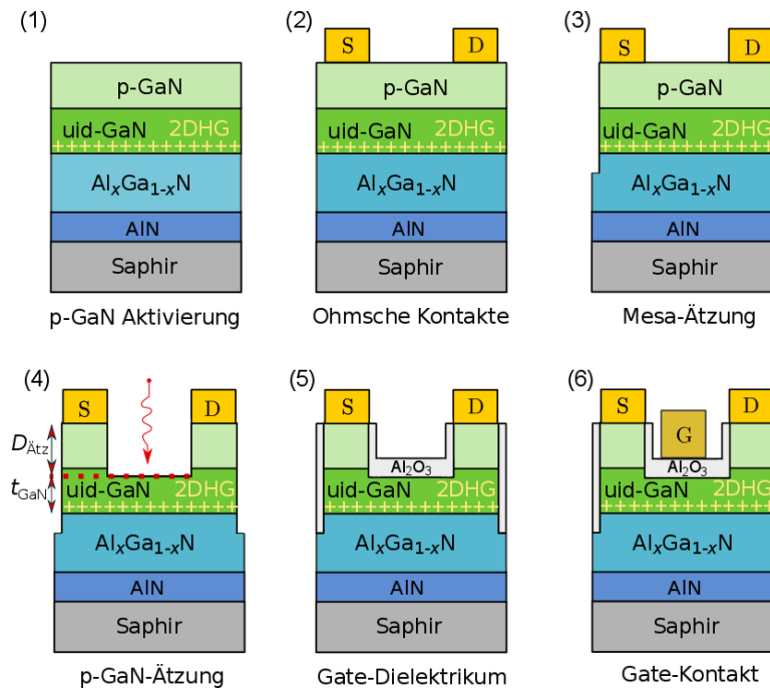 (1)
p-GaN
uid-GaN 2DHG
AlxGa1-xN
AlN
Saphir
p-GaN Aktivierung
(2)
S D
p-GaN
uid-GaN 2DHG
AlxGa1-xN
AlN
Saphir
Ohmsche Kontakte
(3)
S D
p-GaN
uid-GaN 2DHG
AlxGa1-xN
AlN
Saphir
Mesa-Ätzung
(4)
S D
DÄtz
tGaN
uid-GaN 2DHG
AlxGa1-xN
AlN
Saphir
p-GaN-Ätzung
(5)
S D
Al2O3
uid-GaN 2DHG
AlxGa1-xN
AlN
Saphir
Gate-Dielektrikum
(6)
S D
G
Al2O3
uid-GaN 2DHG
AlxGa1-xN
AlN
Saphir
Gate-Kontakt